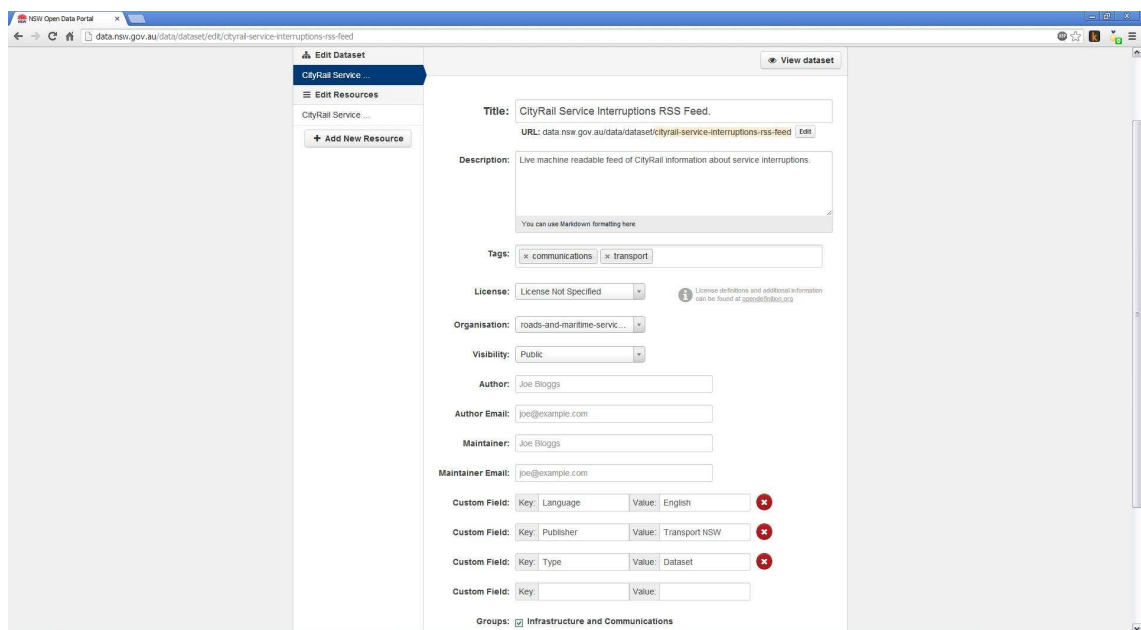 NSW Open Data Portal
data.nsw.gov.au/data/dataset/edit/cityrail-service-interruptions-rss-feed
Edit Dataset
CityRail Service ...
Edit Resources
CityRail Service ...
+ Add New Resource
View dataset
Title: CityRail Service Interruptions RSS Feed.
URL: data.nsw.gov.au/data/dataset/cityrail-service-interruptions-rss-feed Edit
Description: Live machine readable feed of CityRail information about service interruptions.
You can use Markdown formatting here
Tags: × communications × transport
License: License Not Specified
License definitions and additional information
can be found at opendefinition.org
Organisation: roads-and-maritime-servic...
Visibility: Public
Author: Joe Bloggs
Author Email: joe@example.com
Maintainer: Joe Bloggs
Maintainer Email: joe@example.com
Custom Field: Key: Language Value: English
Custom Field: Key: Publisher Value: Transport NSW
Custom Field: Key: Type Value: Dataset
Custom Field: Key: Value:
Groups: Infrastructure and Communications